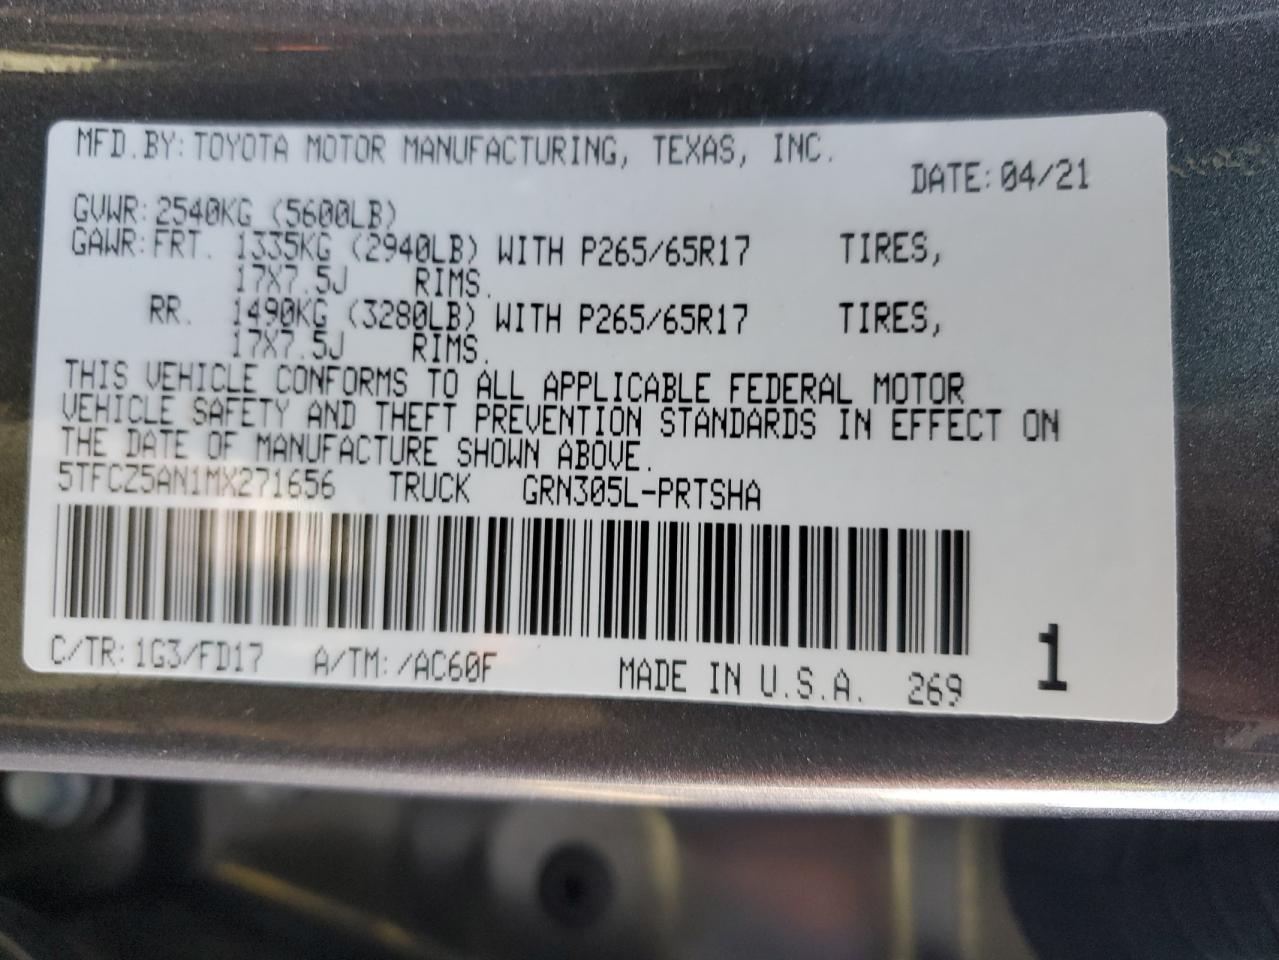 MFD.BY: TOYOTA MOTOR MANUFACTURING, TEXAS, INC.
DATE: 04/21
GVWR: 2540KG (5600LB)
GAWR: FRT. 1335KG (2940LB) WITH P265/65R17 TIRES,
17X7.5J RIMS.
RR. 1490KG (3280LB) WITH P265/65R17 TIRES,
17X7.5J RIMS.
THIS VEHICLE CONFORMS TO ALL APPLICABLE FEDERAL MOTOR
VEHICLE SAFETY AND THEFT PREVENTION STANDARDS IN EFFECT ON
THE DATE OF MANUFACTURE SHOWN ABOVE.
5TFCZ5AN1MX271656 TRUCK GRN305L-PRTSHA
C/TR: 1G3/FD17 A/TM: /AC60F MADE IN U.S.A. 269 1